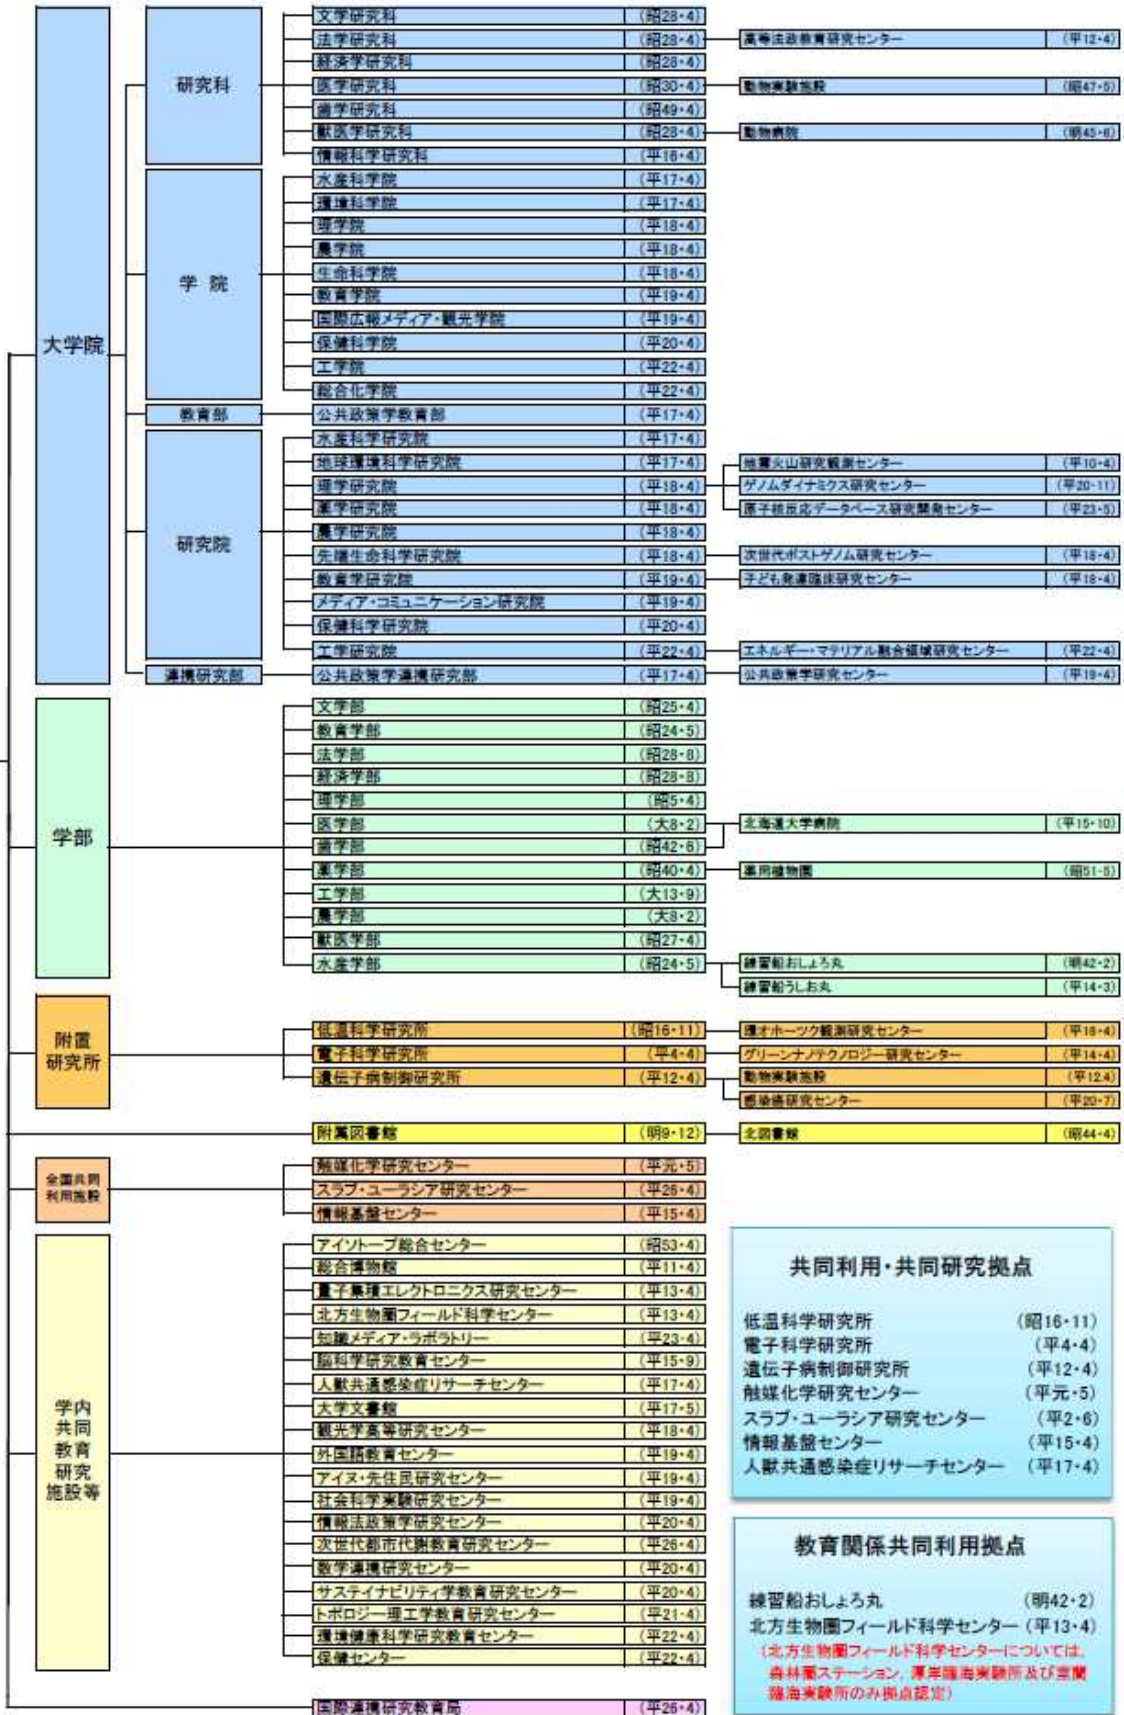 大学院
研究科
文学研究科 (昭28・4)
法学研究科 (昭28・4) 高等法政教育研究センター (平12・4)
経済学研究科 (昭28・4)
医学研究科 (昭30・4) 動物実験施設 (昭47・5)
歯学研究科 (昭49・4)
獣医学研究科 (昭28・4) 動物病院 (明45・6)
情報科学研究科 (平16・4)
学 院
水産科学院 (平17・4)
環境科学院 (平17・4)
理学院 (平18・4)
農学院 (平18・4)
生命科学院 (平18・4)
教育学院 (平19・4)
国際広報メディア・観光学院 (平19・4)
保健科学院 (平20・4)
工学院 (平22・4)
総合化学院 (平22・4)
教育部
公共政策学教育部 (平17・4)
研究院
水産科学研究院 (平17・4)
地球環境科学研究院 (平17・4) 地震火山研究観測センター (平10・4)
理学研究院 (平18・4) ゲノムダイナミクス研究センター (平20・11)
薬学研究院 (平18・4) 原子核反応データベース研究開発センター (平23・5)
農学研究院 (平18・4)
先端生命科学研究院 (平18・4) 次世代ポストゲノム研究センター (平18・4)
教育学研究院 (平19・4) 子ども発達臨床研究センター (平18・4)
メディア・コミュニケーション研究院 (平19・4)
保健科学研究院 (平20・4)
工学研究院 (平22・4) エネルギー・マテリアル融合領域研究センター (平22・4)
連携研究部
公共政策学連携研究部 (平17・4) 公共政策学研究センター (平19・4)
学部
文学部 (昭25・4)
教育学部 (昭24・5)
法学部 (昭28・8)
経済学部 (昭28・8)
理学部 (昭5・4)
医学部 (大8・2) 北海道大学病院 (平15・10)
歯学部 (昭42・6)
薬学部 (昭40・4) 薬用植物園 (昭51・5)
工学部 (大13・9)
農学部 (大8・2)
獣医学部 (昭27・4)
水産学部 (昭24・5) 練習船おしょろ丸 (明42・2)
練習船うしお丸 (平14・3)
附置
研究所
低温科学研究所 (昭16・11) 環オホーツク観測研究センター (平16・4)
電子科学研究所 (平4・4) グリーンナノテクノロジー研究センター (平14・4)
遺伝子病制御研究所 (平12・4) 動物実験施設 (平12.4)
感染癌研究センター (平20・7)
附属図書館 (明9・12) 北図書館 (昭44・4)
全国共同
利用施設
触媒化学研究センター (平元・5)
スラブ・ユーラシア研究センター (平26・4)
情報基盤センター (平15・4)
学内
共同
教育
研究
施設等
アイソトープ総合センター (昭53・4)
総合博物館 (平11・4)
量子集積エレクトロニクス研究センター (平13・4)
北方生物圏フィールド科学センター (平13・4)
知識メディア・ラボラトリー (平23・4)
脳科学研究教育センター (平15・9)
人獣共通感染症リサーチセンター (平17・4)
大学文書館 (平17・5)
観光学高等研究センター (平18・4)
外国語教育センター (平19・4)
アイヌ・先住民研究センター (平19・4)
社会科学実験研究センター (平19・4)
情報法政策学研究センター (平20・4)
次世代都市代謝教育研究センター (平26・4)
数学連携研究センター (平20・4)
サステイナビリティ学教育研究センター (平20・4)
トポロジー理工学教育研究センター (平21・4)
環境健康科学研究教育センター (平22・4)
保健センター (平22・4)
国際連携研究教育局 (平26・4)
共同利用・共同研究拠点
低温科学研究所 (昭16・11)
電子科学研究所 (平4・4)
遺伝子病制御研究所 (平12・4)
触媒化学研究センター (平元・5)
スラブ・ユーラシア研究センター (平2・6)
情報基盤センター (平15・4)
人獣共通感染症リサーチセンター (平17・4)
教育関係共同利用拠点
練習船おしょろ丸 (明42・2)
北方生物圏フィールド科学センター (平13・4)
(北方生物圏フィールド科学センターについては、
森林圏ステーション、厚岸臨海実験所及び室蘭
臨海実験所のみ拠点認定)